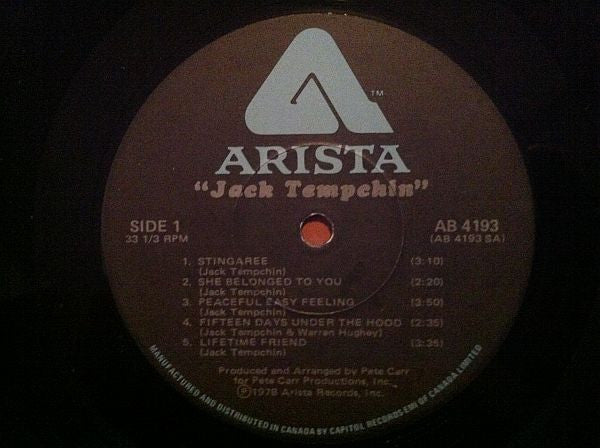 TM
ARISTA
"Jack Tempchin"
SIDE 1 AB 4193
33 1/3 RPM (AB 4193 SA)
1. STINGAREE (3:10)
(Jack Tempchin)
2. SHE BELONGED TO YOU (2:20)
(Jack Tempchin)
3. PEACEFUL EASY FEELING (3:50)
(Jack Tempchin)
4. FIFTEEN DAYS UNDER THE HOOD (2:35)
(Jack Tempchin & Warren Hughey)
5. LIFETIME FRIEND (3:35)
(Jack Tempchin)
Produced and Arranged by Pete Carr
for Pete Carr Productions, Inc.
℗1978 Arista Records, Inc.
MANUFACTURED AND DISTRIBUTED IN CANADA BY CAPITOL RECORDS-EMI OF CANADA LIMITED